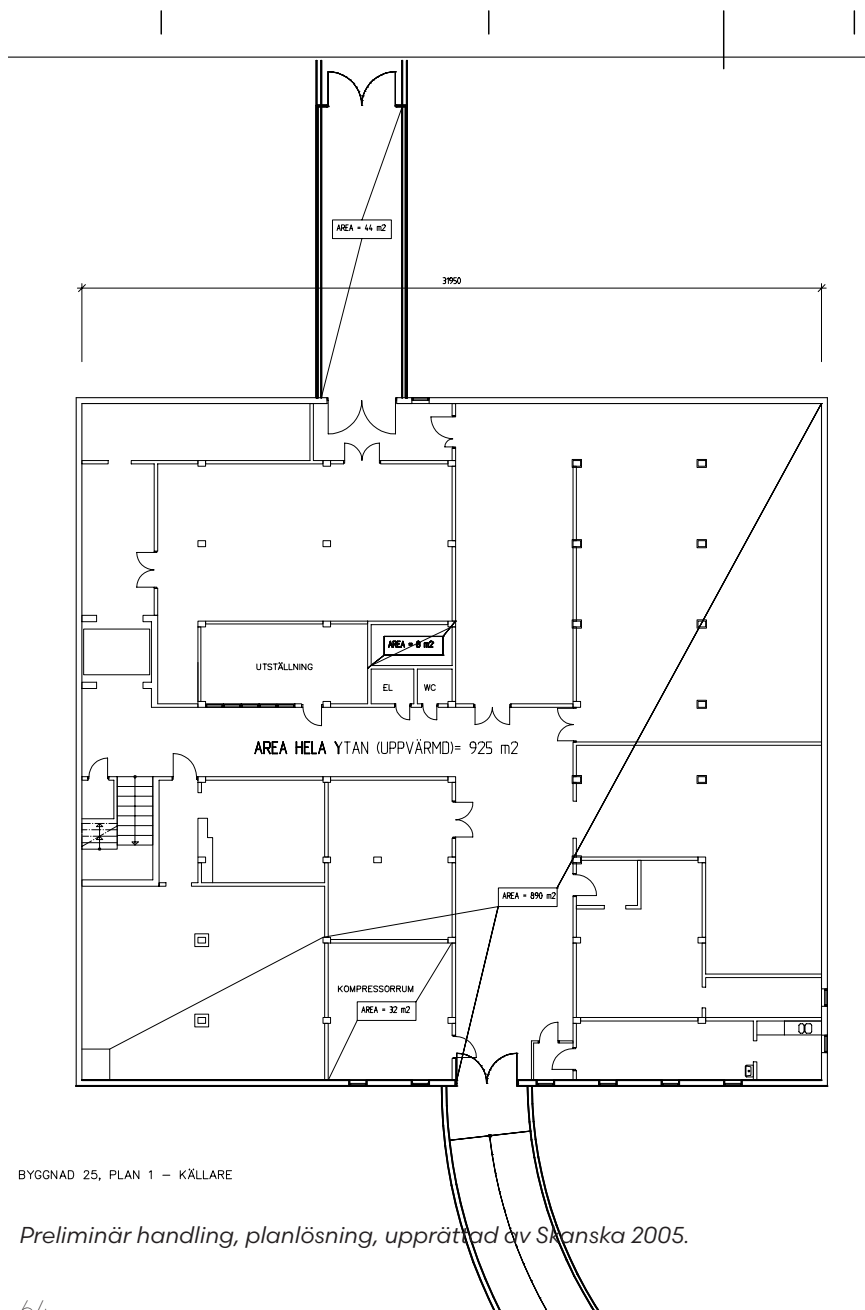 AREA = 44 m2
31950
UTSTÄLLNING
AREA = 8 m2
EL
WC
AREA HELA YTAN (UPPVÄRMD)= 925 m2
AREA = 890 m2
KOMPRESSORRUM
AREA = 32 m2
BYGGNAD 25, PLAN 1 – KÄLLARE
Preliminär handling, planlösning, upprättad av Skanska 2005.
64